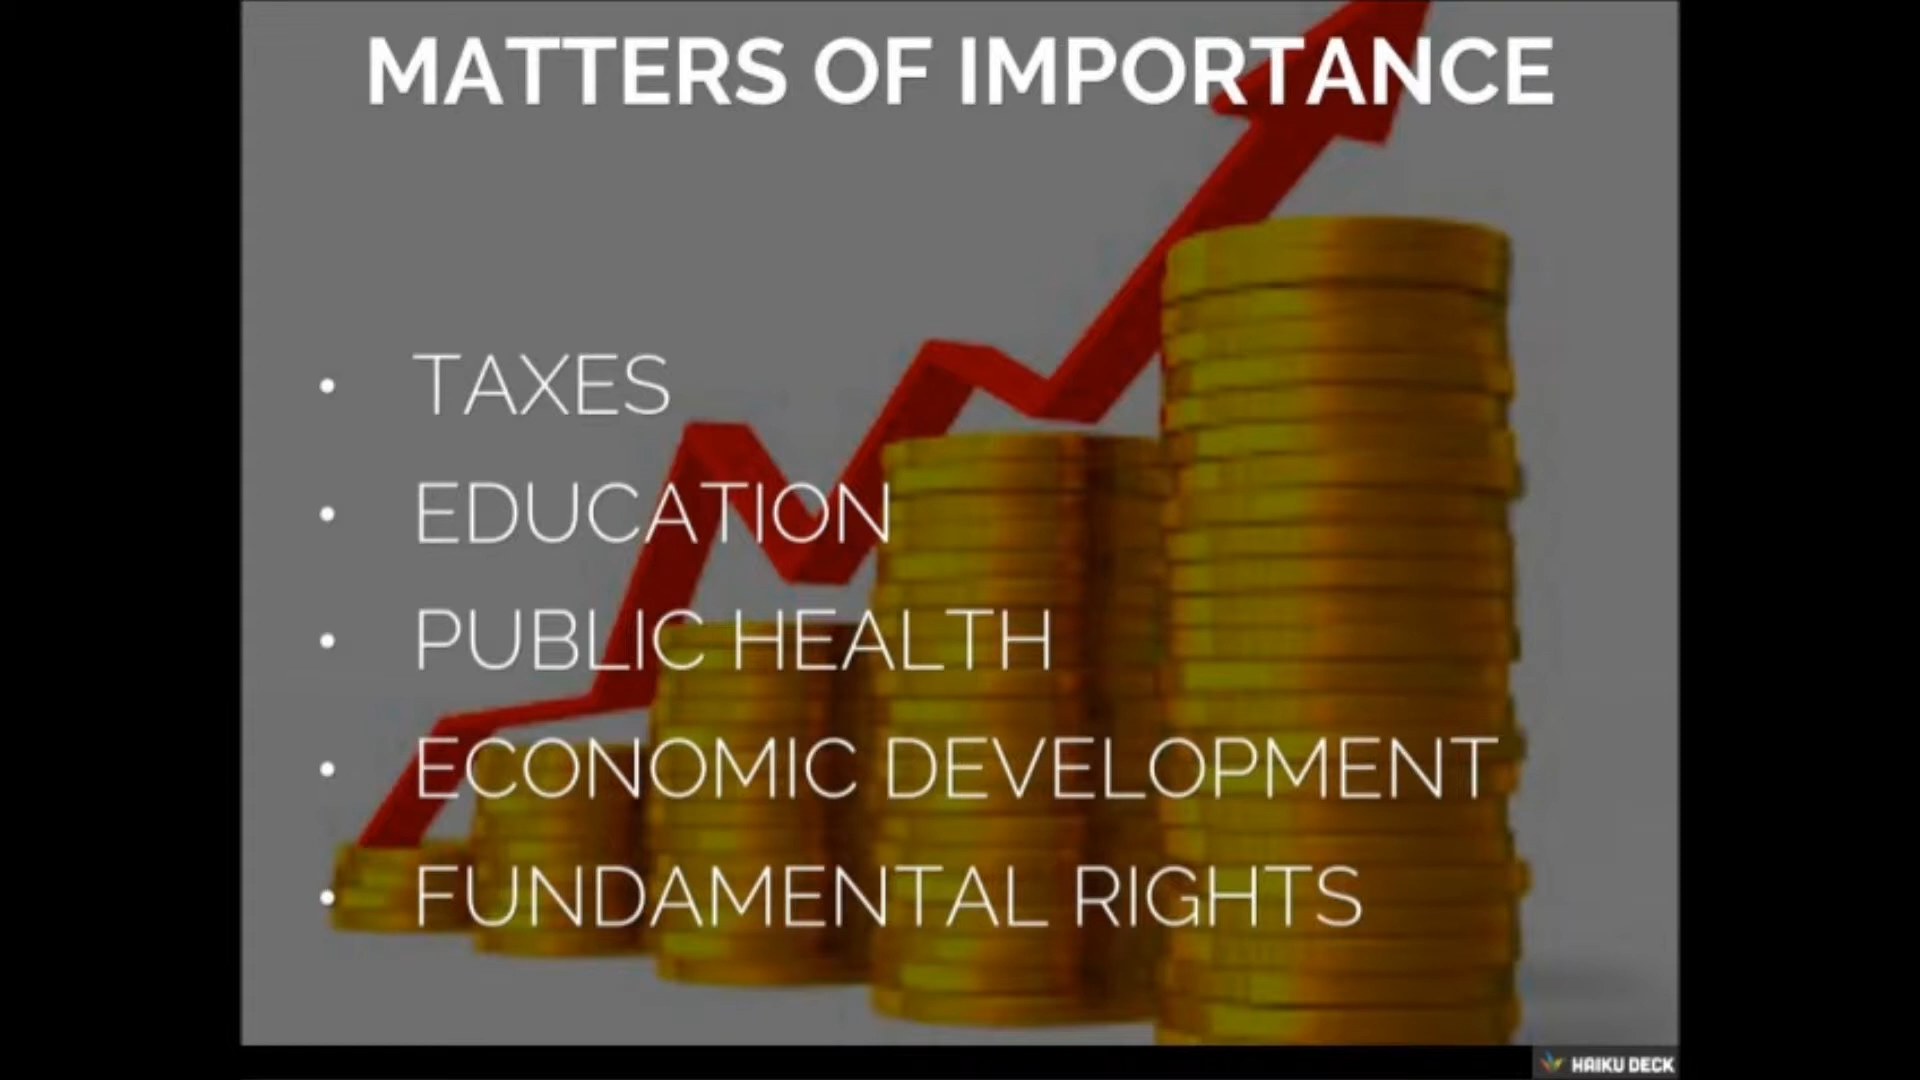 MATTERS OF IMPORTANCE
• TAXES
• EDUCATION
• PUBLIC HEALTH
• ECONOMIC DEVELOPMENT
• FUNDAMENTAL RIGHTS
HAIKU DECK